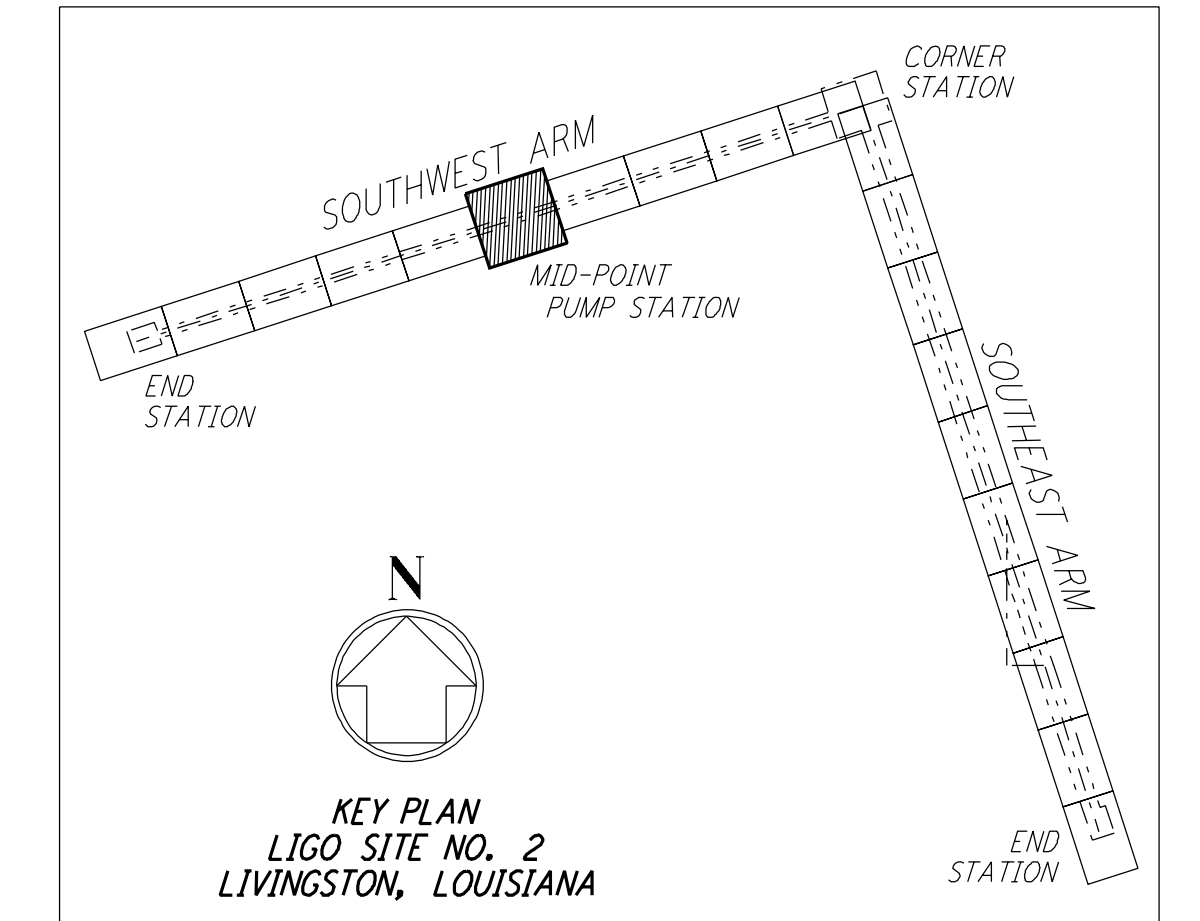 CORNER
STATION
SOUTHWEST ARM
MID-POINT
PUMP STATION
END
STATION
SOUTHEAST ARM
N
KEY PLAN
LIGO SITE NO. 2
LIVINGSTON, LOUISIANA
END
STATION